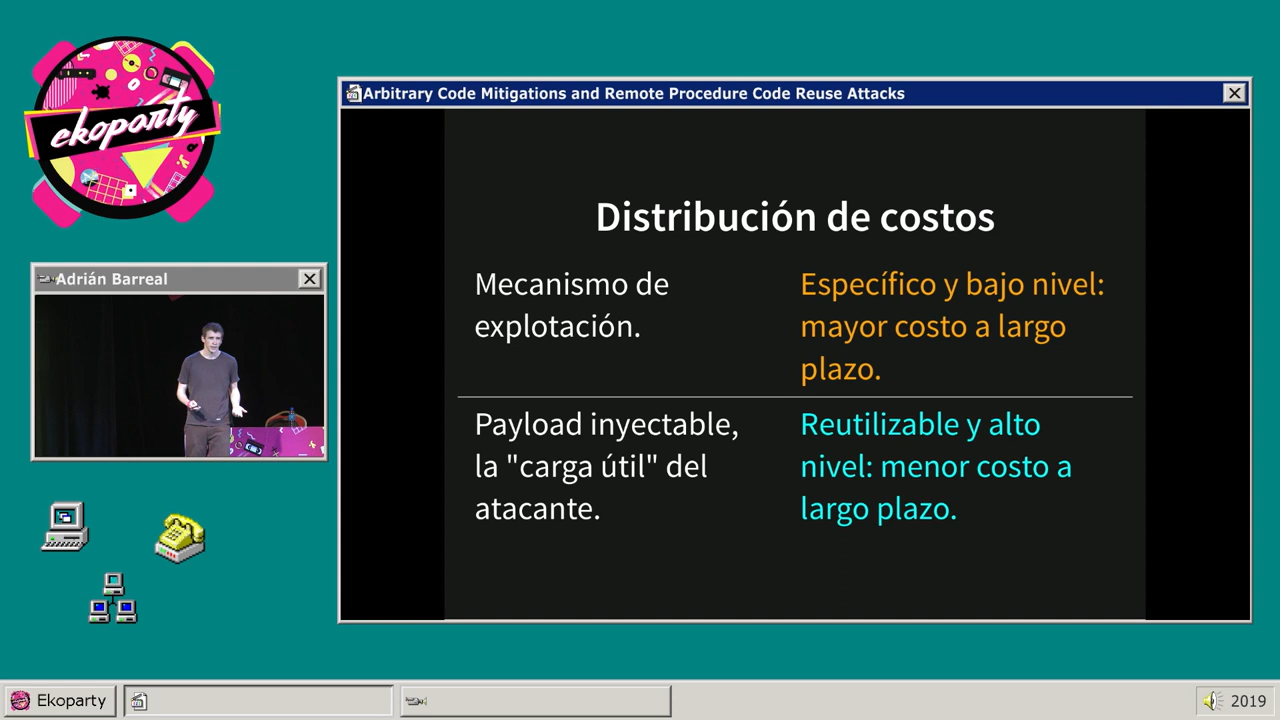 ekoparty
Arbitrary Code Mitigations and Remote Procedure Code Reuse Attacks
Adrián Barreal
Distribución de costos
Mecanismo de
explotación.
Específico y bajo nivel:
mayor costo a largo
plazo.
Payload inyectable,
la "carga útil" del
atacante.
Reutilizable y alto
nivel: menor costo a
largo plazo.
Ekoparty
2019